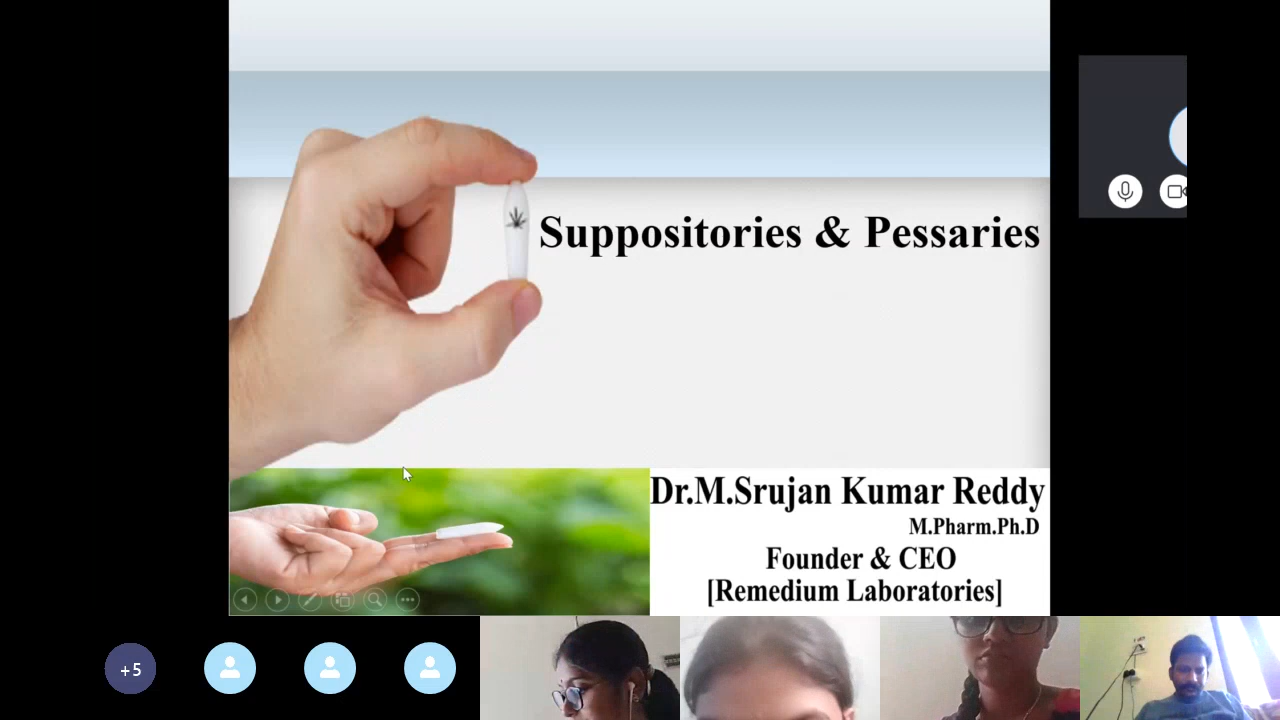 Suppositories & Pessaries
Dr.M.Srujan Kumar Reddy
M.Pharm.Ph.D
Founder & CEO
[Remedium Laboratories]
+5